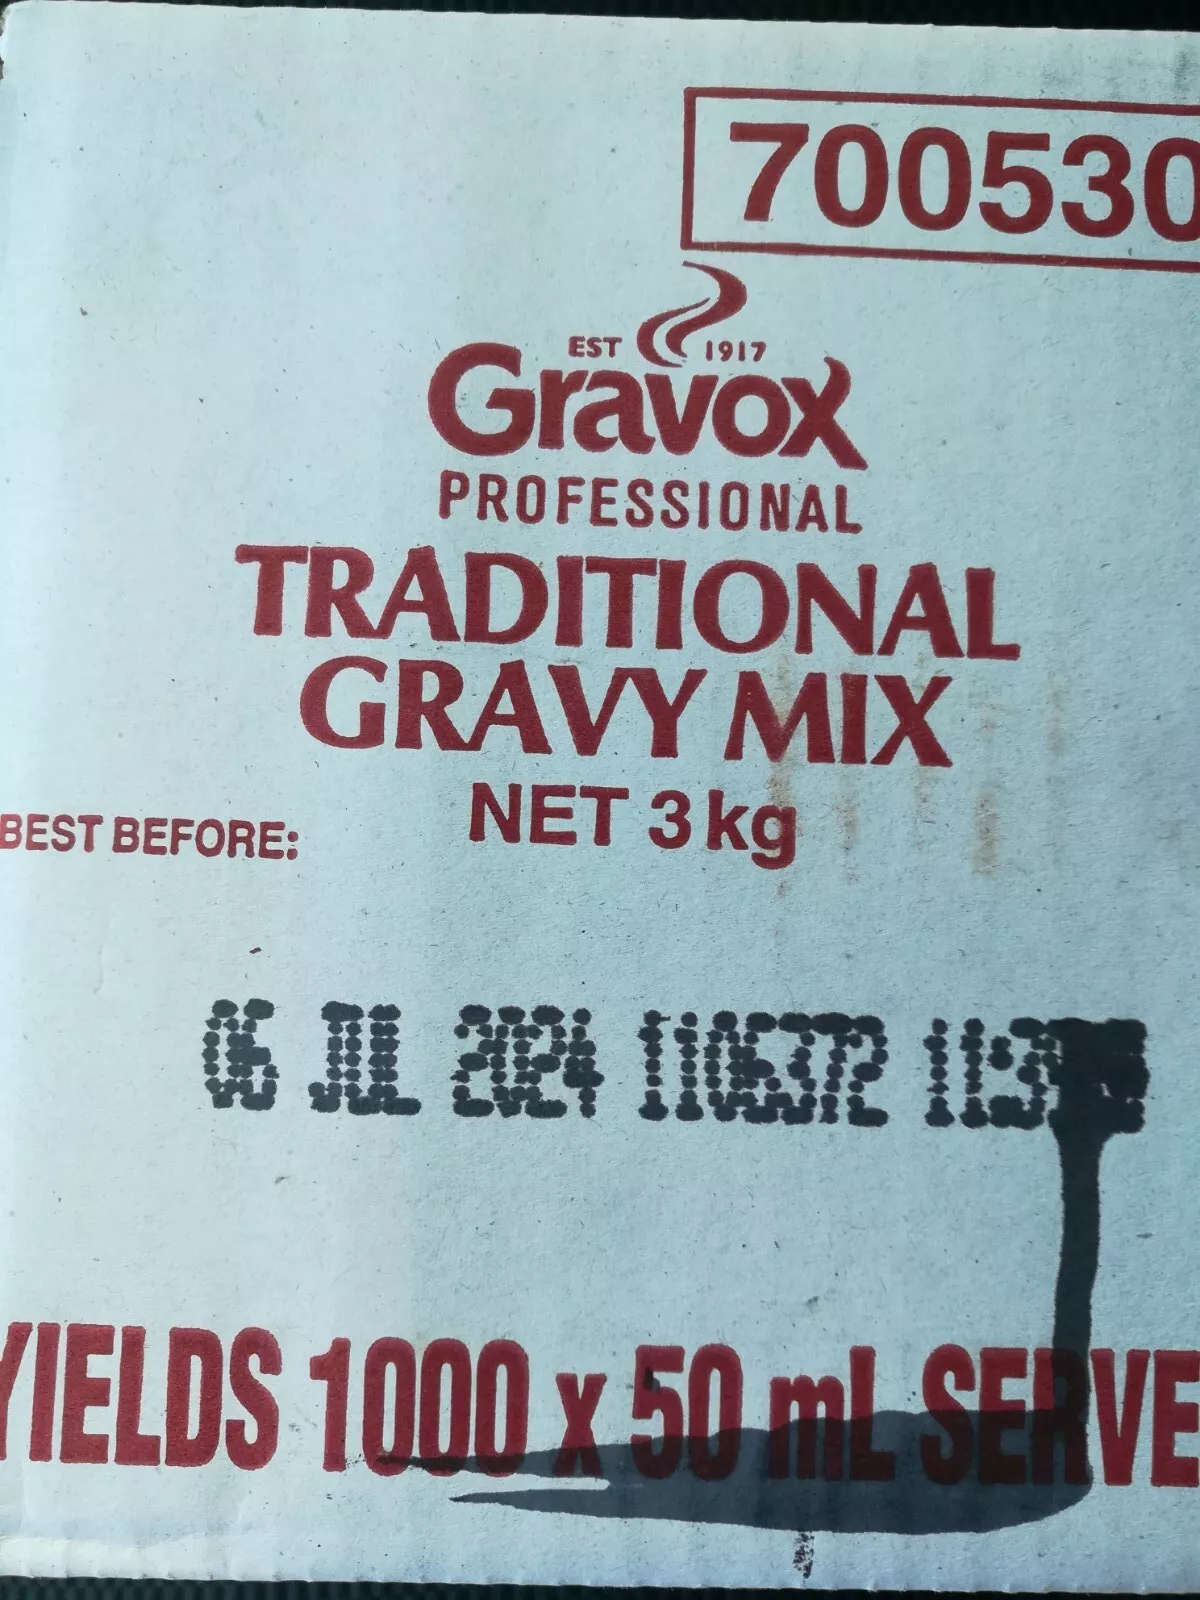 700530
EST 1917
Gravox
PROFESSIONAL
TRADITIONAL
GRAVY MIX
NET 3kg
BEST BEFORE:
06 JUL 2024 1106372
YIELDS 1000 x 50 mL SERVE